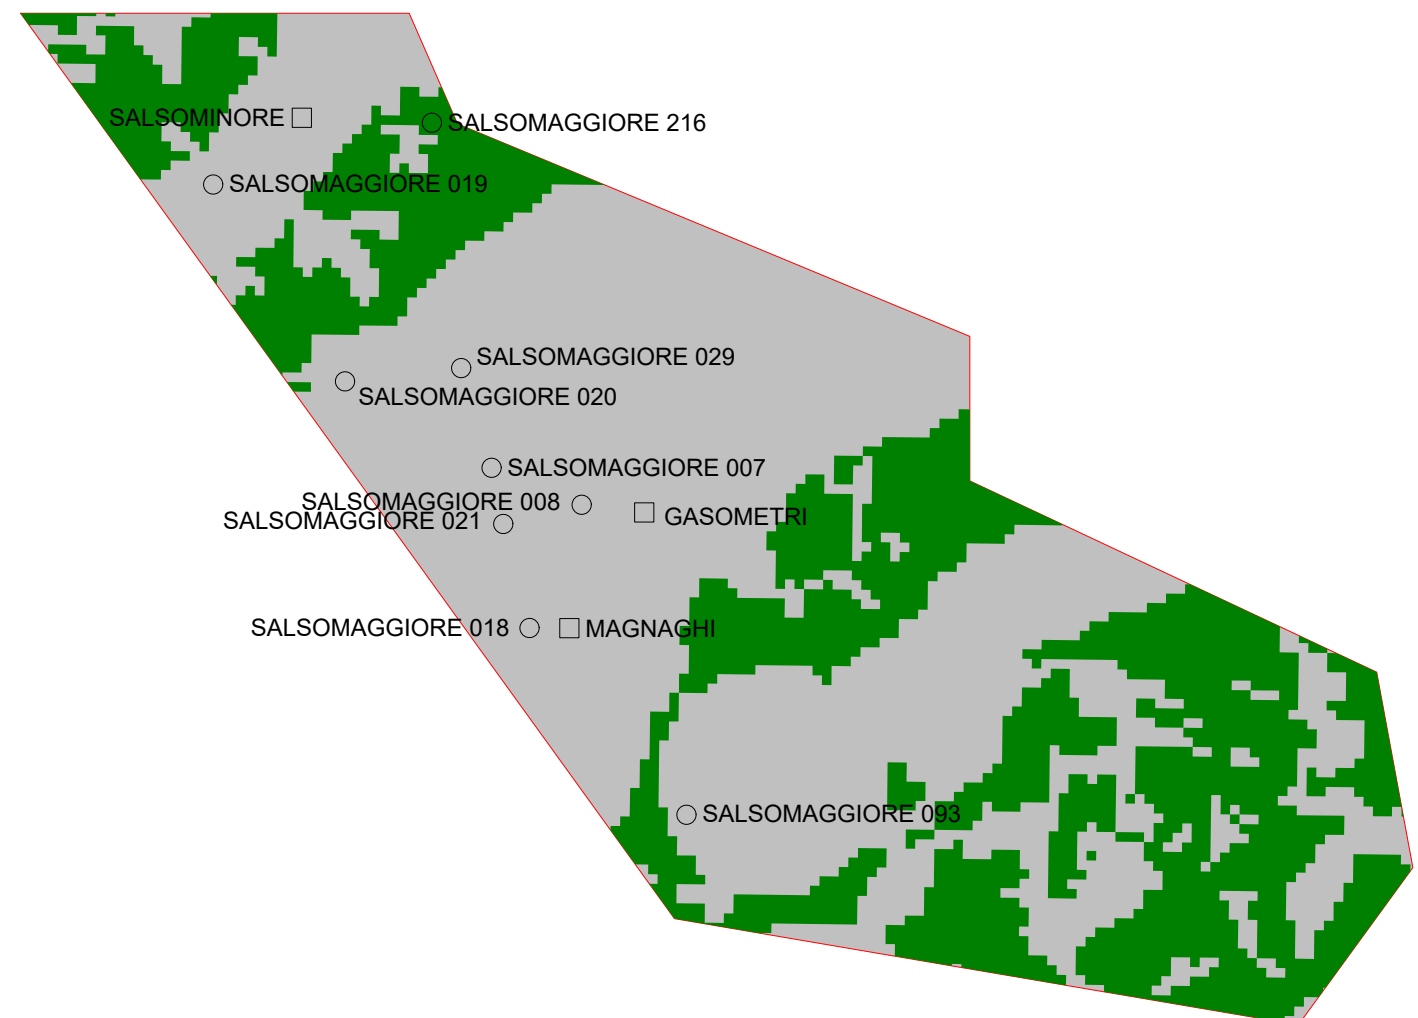 SALSOMINORE
SALSOMAGGIORE 216
SALSOMAGGIORE 019
SALSOMAGGIORE 029
SALSOMAGGIORE 020
SALSOMAGGIORE 007
SALSOMAGGIORE 008
GASOMETRI
SALSOMAGGIORE 021
SALSOMAGGIORE 018
MAGNAGHI
SALSOMAGGIORE 093